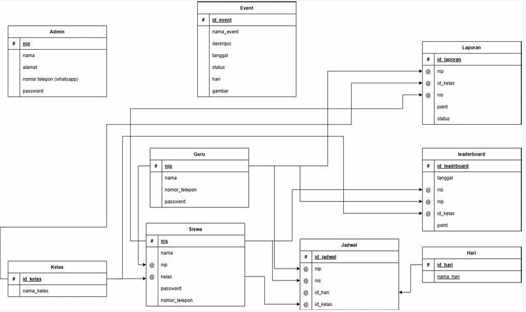 Event
# id_event
nama_event
deskripsi
tanggal
status
hari
gambar
Admin
# nip
nama
alamat
nomor telepon (whatsapp)
password
Laporan
# id_laporan
@ nip
@ id_kelas
@ nis
point
status
Guru
# nip
nama
nomor_telepon
password
leaderboard
# id_leadrboard
tanggal
@ nis
@ nip
@ id_kelas
point
Siswa
# nis
nama
@ nip
@ kelas
password
nomor_telepon
Jadwal
# id_jadwal
@ nip
@ nis
@ id_hari
@ id_kelas
Hari
# id_hari
nama_hari
Kelas
# id_kelas
nama_kelas